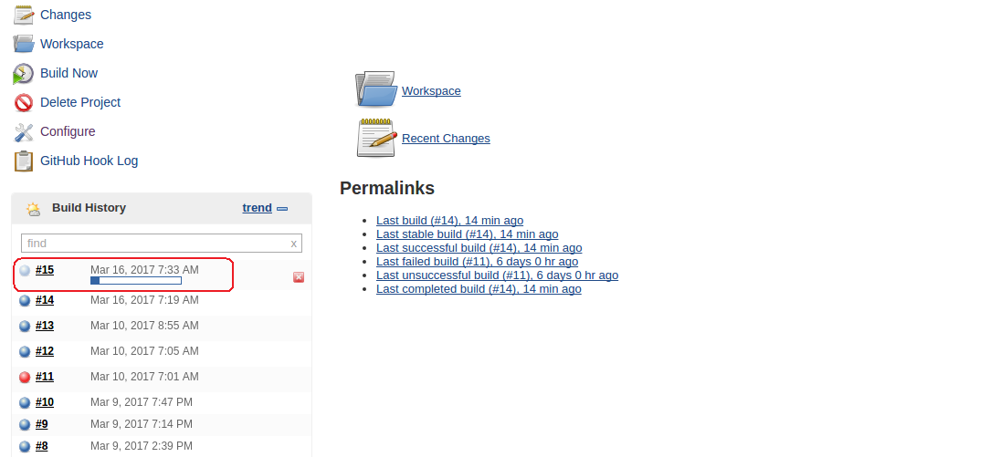 Changes
Workspace
Build Now
Delete Project
Configure
GitHub Hook Log
Build History trend
find x
#15 Mar 16, 2017 7:33 AM
#14 Mar 16, 2017 7:19 AM
#13 Mar 10, 2017 8:55 AM
#12 Mar 10, 2017 7:05 AM
#11 Mar 10, 2017 7:01 AM
#10 Mar 9, 2017 7:47 PM
#9 Mar 9, 2017 7:14 PM
#8 Mar 9, 2017 2:39 PM
Workspace
Recent Changes
Permalinks
Last build (#14), 14 min ago
Last stable build (#14), 14 min ago
Last successful build (#14), 14 min ago
Last failed build (#11), 6 days 0 hr ago
Last unsuccessful build (#11), 6 days 0 hr ago
Last completed build (#14), 14 min ago